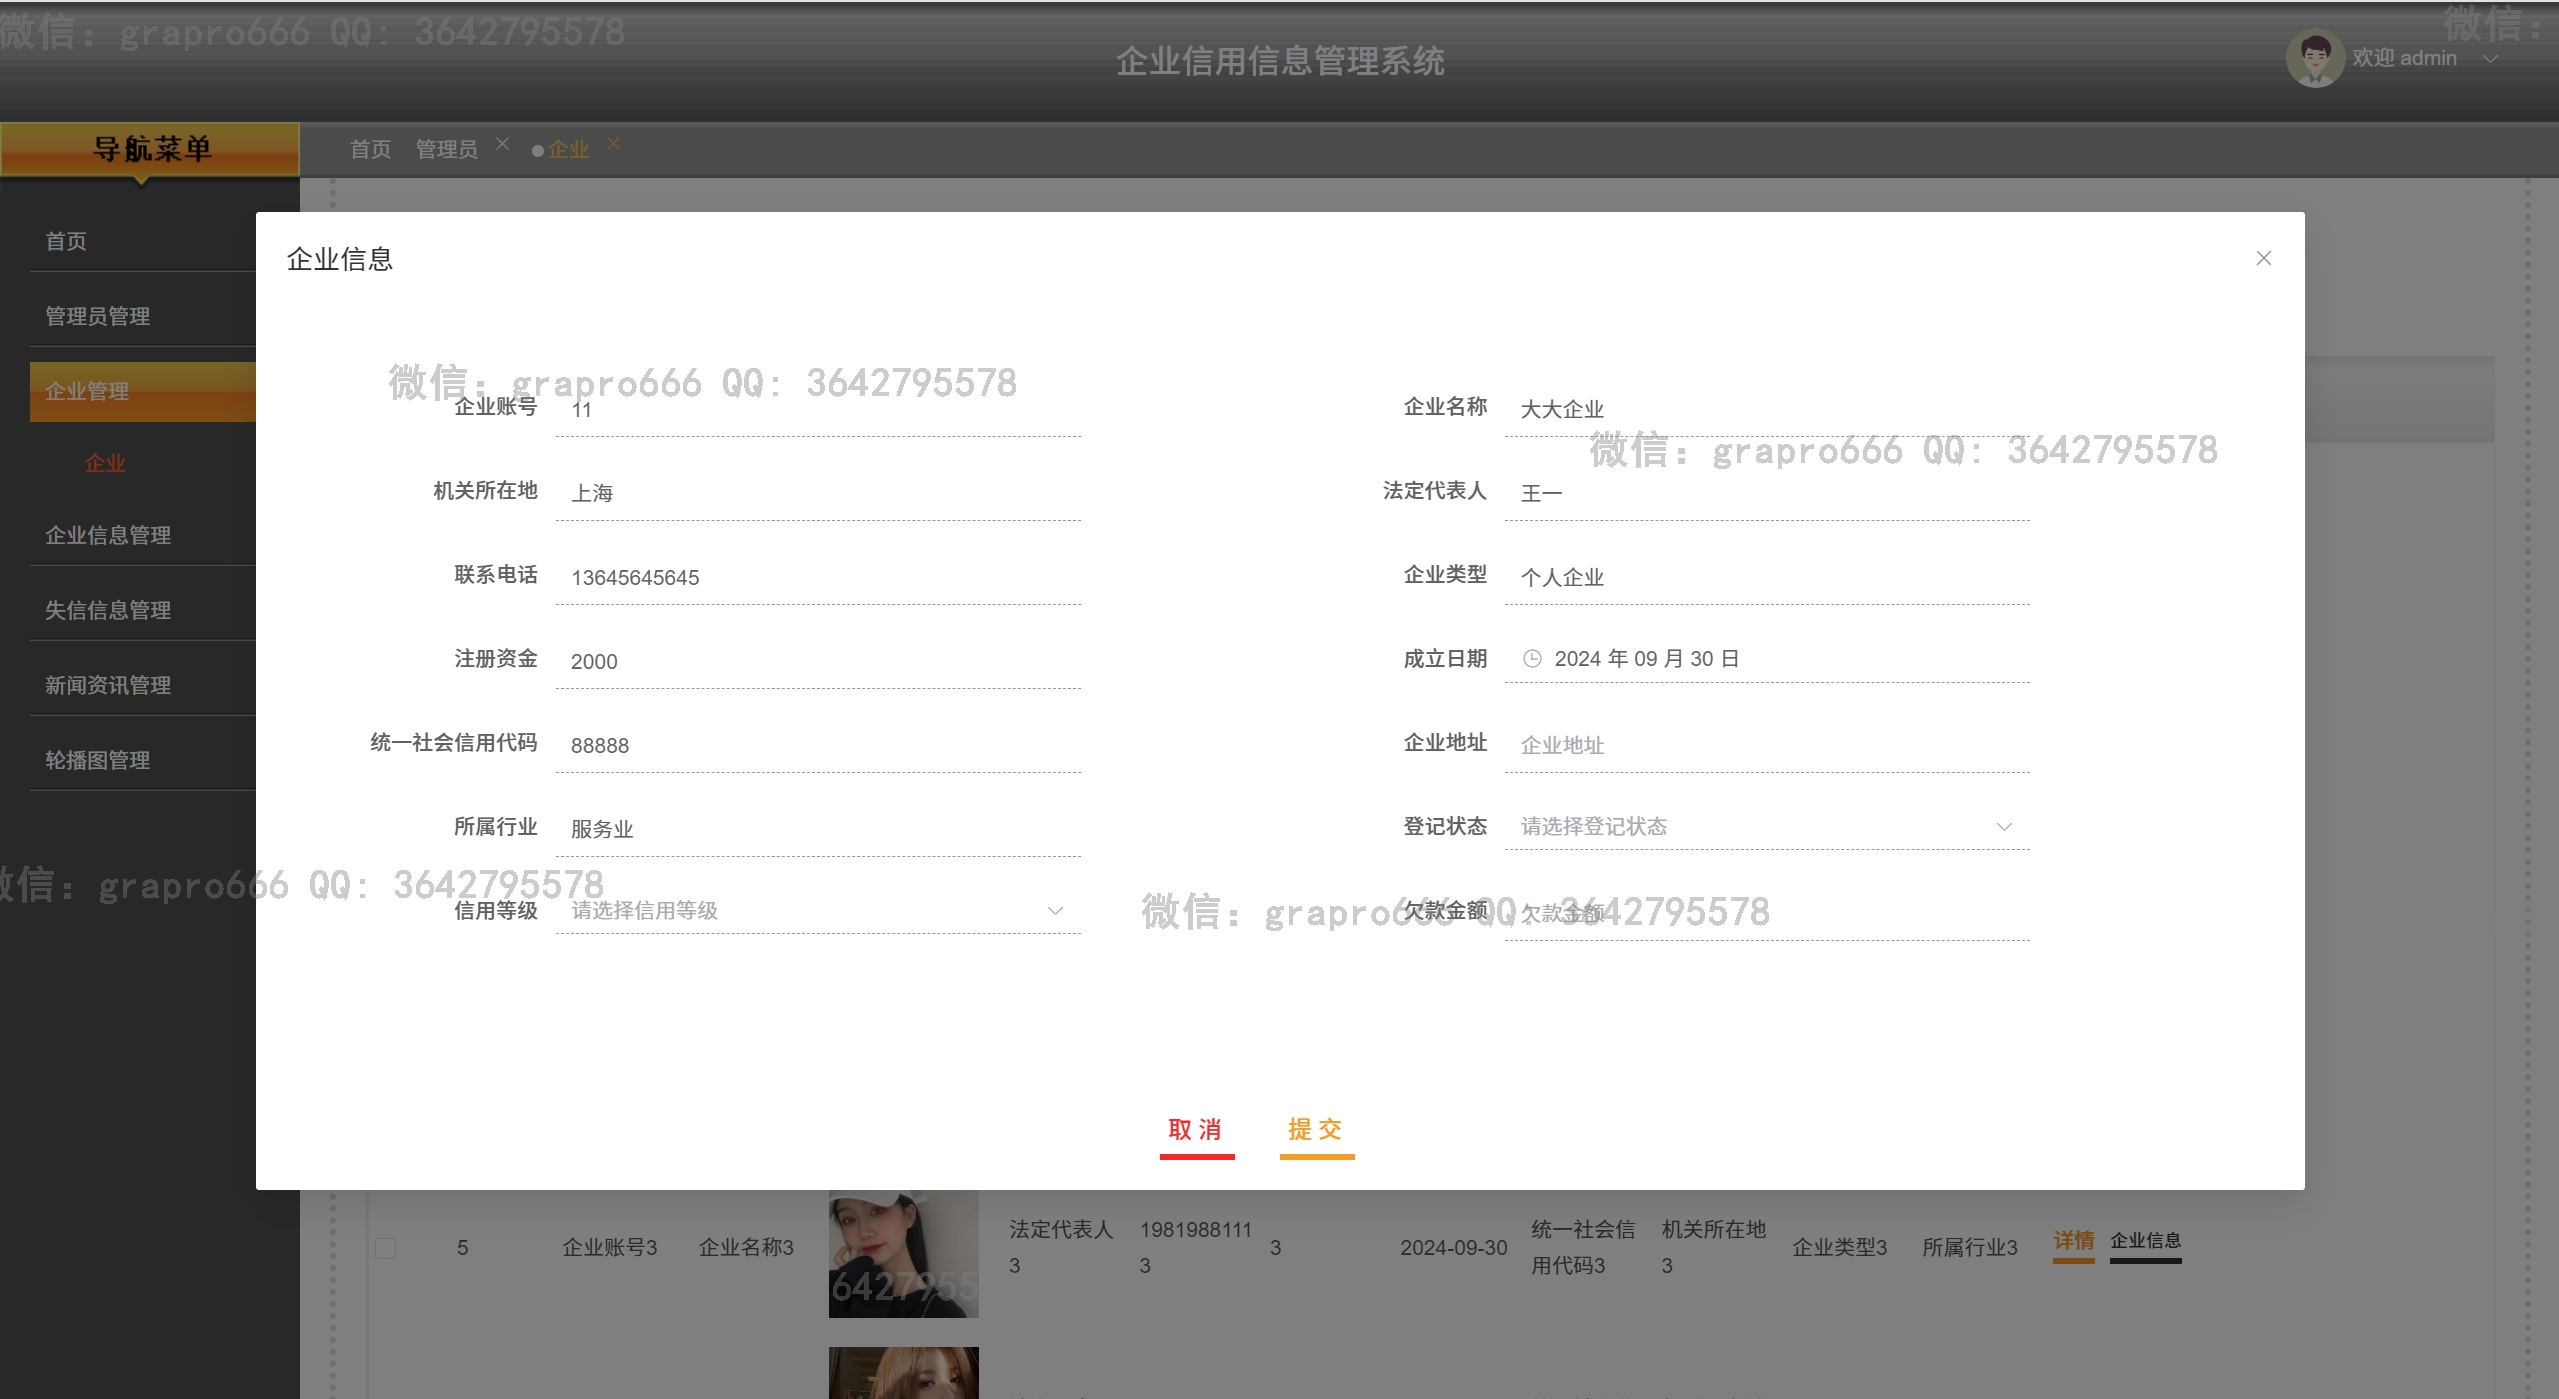 微信: grapro666 QQ: 3642795578
微信:
企业信用信息管理系统
欢迎 admin
导航菜单
首页 管理员 企业
首页
管理员管理
企业管理
企业
企业信息管理
失信信息管理
新闻资讯管理
轮播图管理
企业信息
微信: grapro666 QQ: 3642795578
企业账号 11
企业名称 大大企业
微信: grapro666 QQ: 3642795578
机关所在地 上海
法定代表人 王一
联系电话 13645645645
企业类型 个人企业
注册资金 2000
成立日期 2024 年 09 月 30 日
统一社会信用代码 88888
企业地址 企业地址
所属行业 服务业
登记状态 请选择登记状态
微信: grapro666 QQ: 3642795578
信用等级 请选择信用等级
微信: grapro666 QQ: 3642795578
欠款金额 欠款金额
取消 提交
5 企业账号3 企业名称3 法定代表人3 19819881113 3 2024-09-30 统一社会信用代码3 机关所在地3 企业类型3 所属行业3 详情 企业信息
6427955